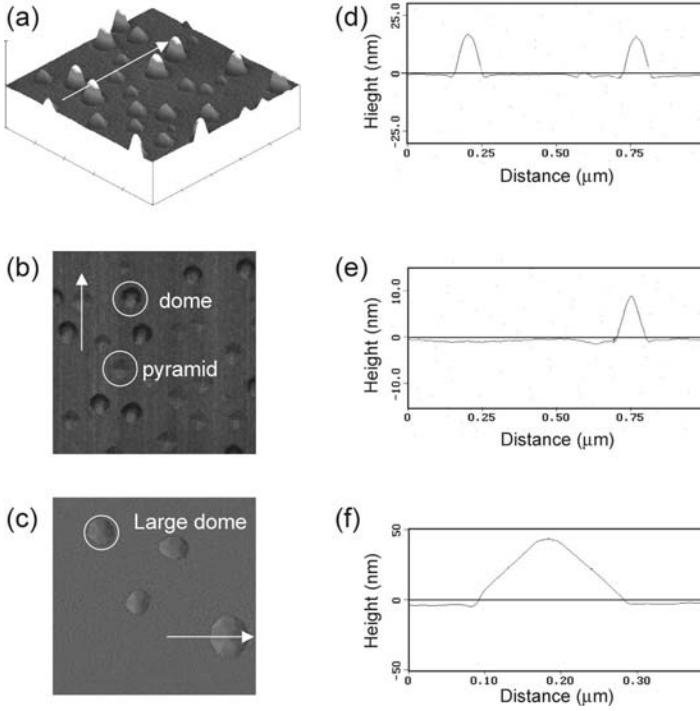 (a)
(d)
25.0
0
-25.0
Hieght (nm)
0
0.25
0.50
0.75
Distance (μm)
(b)
dome
pyramid
(e)
10.0
0
-10.0
Height (nm)
0
0.25
0.50
0.75
Distance (μm)
(c)
Large dome
(f)
50
0
-50
Height (nm)
0.10
0.20
0.30
Distance (μm)